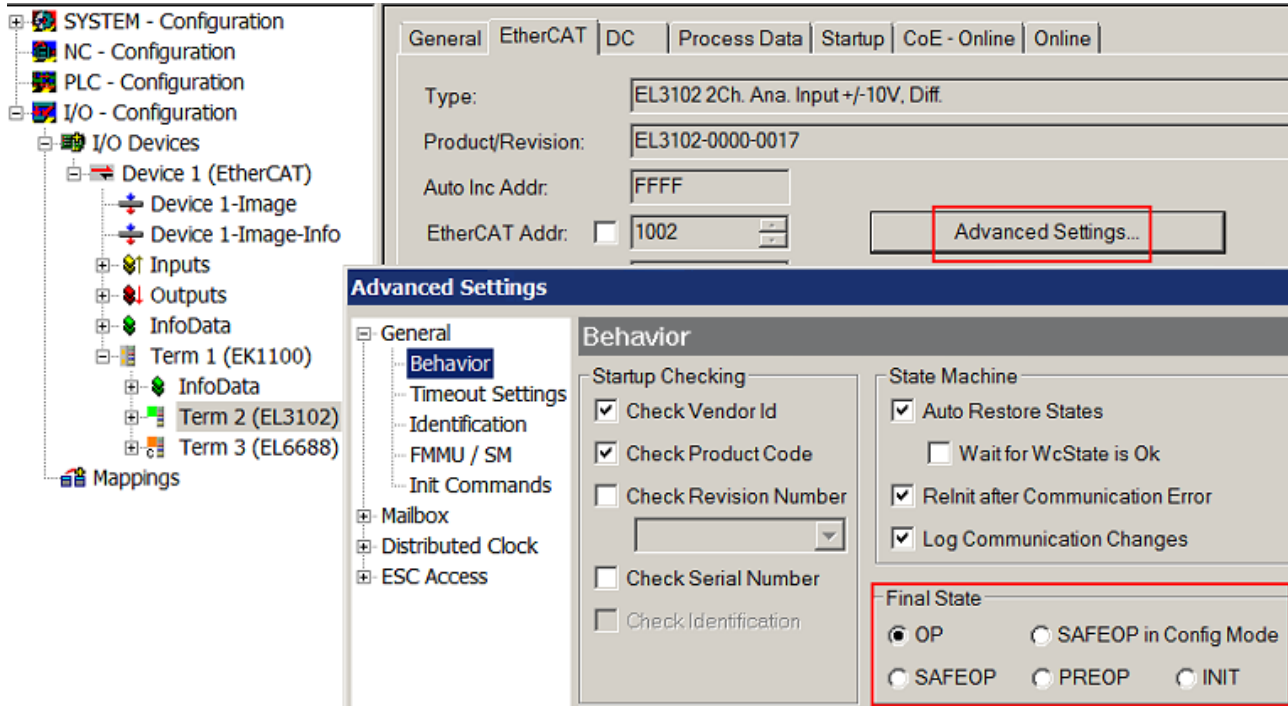 SYSTEM - Configuration
NC - Configuration
PLC - Configuration
I/O - Configuration
I/O Devices
Device 1 (EtherCAT)
Device 1-Image
Device 1-Image-Info
Inputs
Outputs
InfoData
Term 1 (EK1100)
InfoData
Term 2 (EL3102)
Term 3 (EL6688)
Mappings
General EtherCAT DC Process Data Startup CoE - Online Online
Type: EL3102 2Ch. Ana. Input +/-10V, Diff.
Product/Revision: EL3102-0000-0017
Auto Inc Addr: FFFF
EtherCAT Addr: 1002 Advanced Settings...
Advanced Settings
General
Behavior
Timeout Settings
Identification
FMMU / SM
Init Commands
Mailbox
Distributed Clock
ESC Access
Behavior
Startup Checking
Check Vendor Id
Check Product Code
Check Revision Number
Check Serial Number
Check Identification
State Machine
Auto Restore States
Wait for WcState is Ok
ReInit after Communication Error
Log Communication Changes
Final State
OP SAFEOP in Config Mode
SAFEOP PREOP INIT